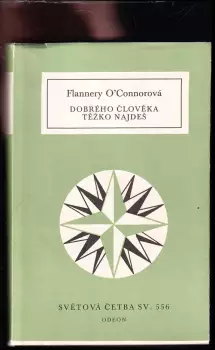 Flannery O'Connorová
DOBRÉHO ČLOVĚKA
TĚŽKO NAJDEŠ
SVĚTOVÁ ČETBA SV. 556
ODEON